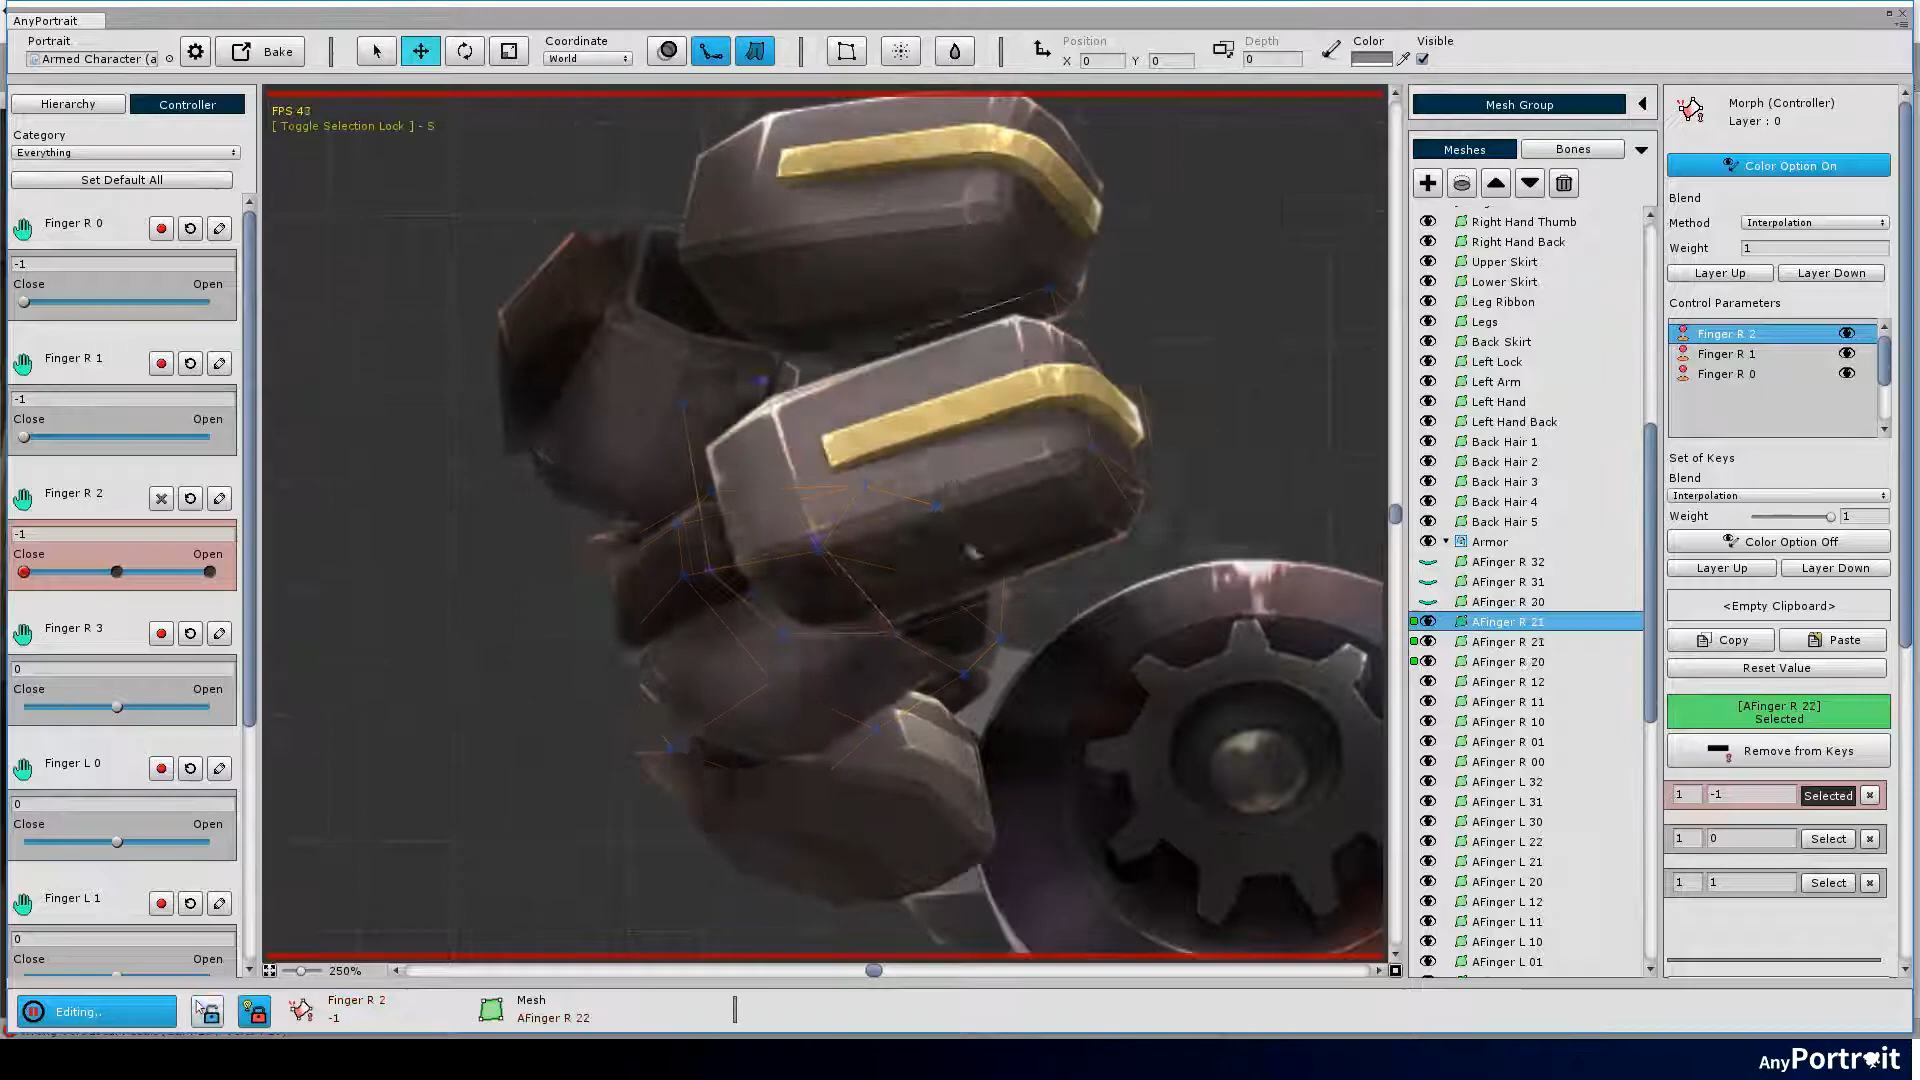 AnyPortrait
Portrait
Armed Character (a
Bake
Coordinate
World
Position
X 0 Y 0
Depth
0
Color
Visible
Hierarchy
Controller
Category
Everything
Set Default All
Finger R 0
-1
Close Open
Finger R 1
-1
Close Open
Finger R 2
-1
Close Open
Finger R 3
0
Close Open
Finger L 0
0
Close Open
Finger L 1
0
Close Open
FPS 43
[ Toggle Selection Lock ] - S
250%
Mesh Group
Meshes
Bones
Right Hand Thumb
Right Hand Back
Upper Skirt
Lower Skirt
Leg Ribbon
Legs
Back Skirt
Left Lock
Left Arm
Left Hand
Left Hand Back
Back Hair 1
Back Hair 2
Back Hair 3
Back Hair 4
Back Hair 5
Armor
AFinger R 32
AFinger R 31
AFinger R 30
AFinger R 21
AFinger R 21
AFinger R 20
AFinger R 12
AFinger R 11
AFinger R 10
AFinger R 01
AFinger R 00
AFinger L 32
AFinger L 31
AFinger L 30
AFinger L 22
AFinger L 21
AFinger L 20
AFinger L 12
AFinger L 11
AFinger L 10
AFinger L 01
Morph (Controller)
Layer : 0
Color Option On
Blend
Method Interpolation
Weight 1
Layer Up Layer Down
Control Parameters
Finger R 2
Finger R 1
Finger R 0
Set of Keys
Blend
Interpolation
Weight 1
Color Option Off
Layer Up Layer Down
<Empty Clipboard>
Copy Paste
Reset Value
[AFinger R 22]
Selected
Remove from Keys
1 -1 Selected
1 0 Select
1 1 Select
Editing..
Finger R 2
-1
Mesh
AFinger R 22
AnyPortrait